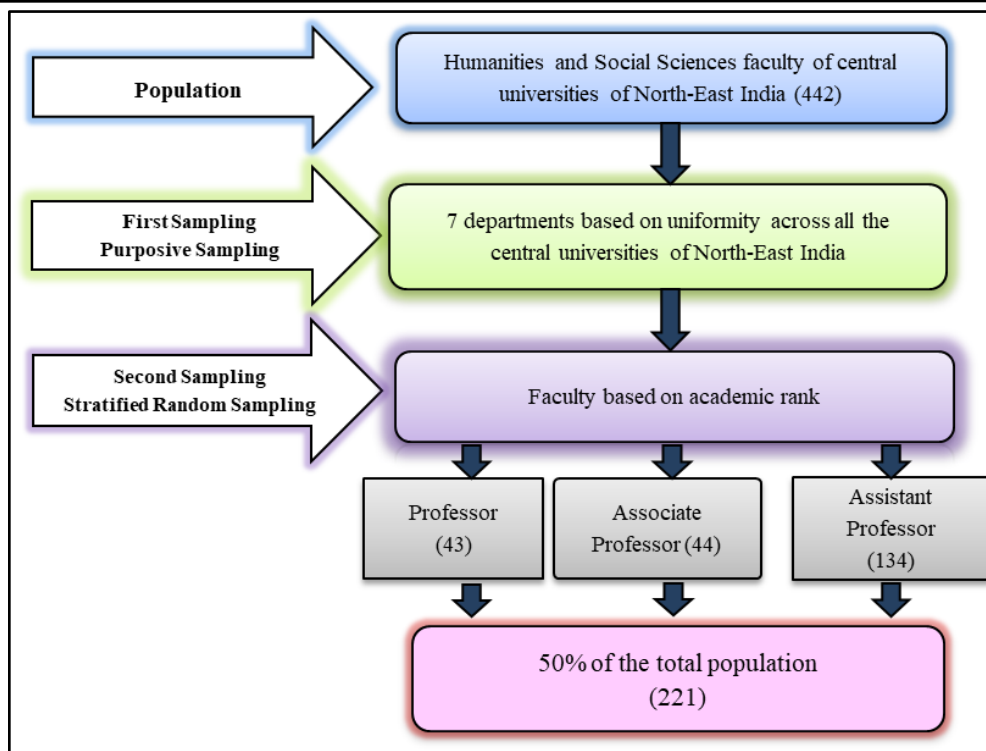 Population
Humanities and Social Sciences faculty of central
universities of North-East India (442)
First Sampling
Purposive Sampling
7 departments based on uniformity across all the
central universities of North-East India
Second Sampling
Stratified Random Sampling
Faculty based on academic rank
Professor
(43)
Associate
Professor (44)
Assistant
Professor
(134)
50% of the total population
(221)